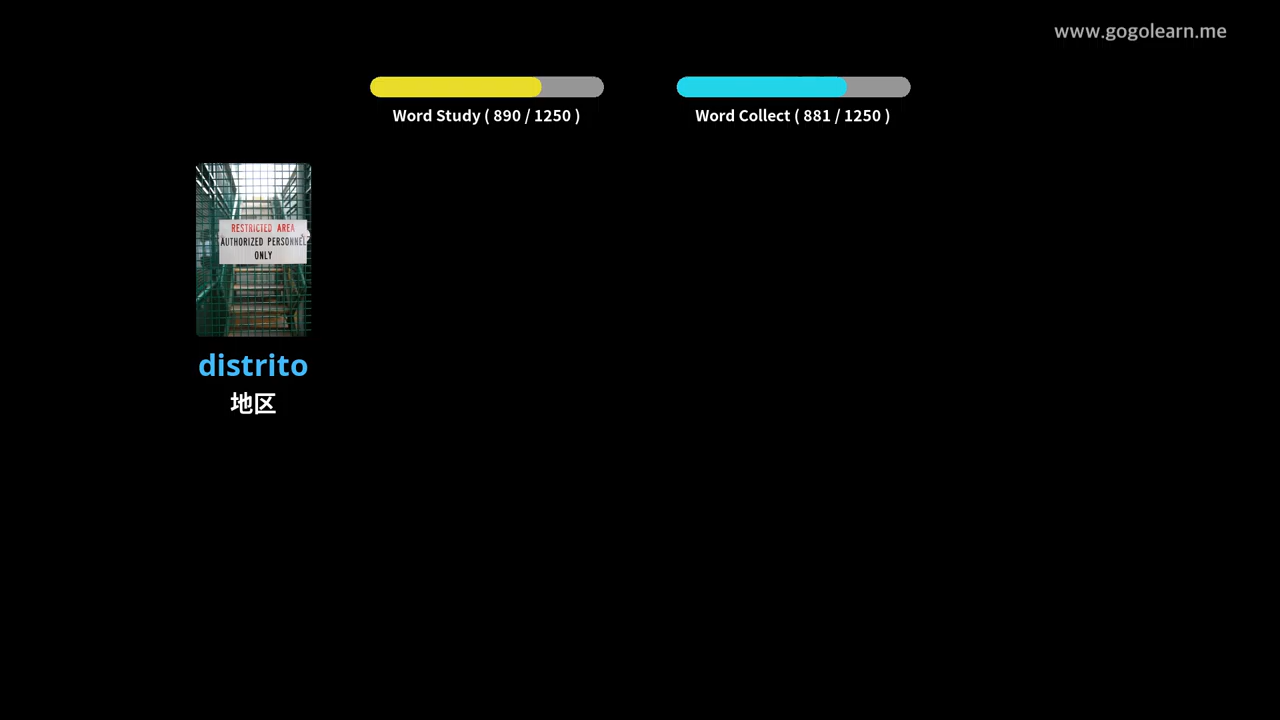 www.gogolearn.me
Word Study ( 890 / 1250 )
Word Collect ( 881 / 1250 )
RESTRICTED AREA
AUTHORIZED PERSONNEL
ONLY
distrito
地区